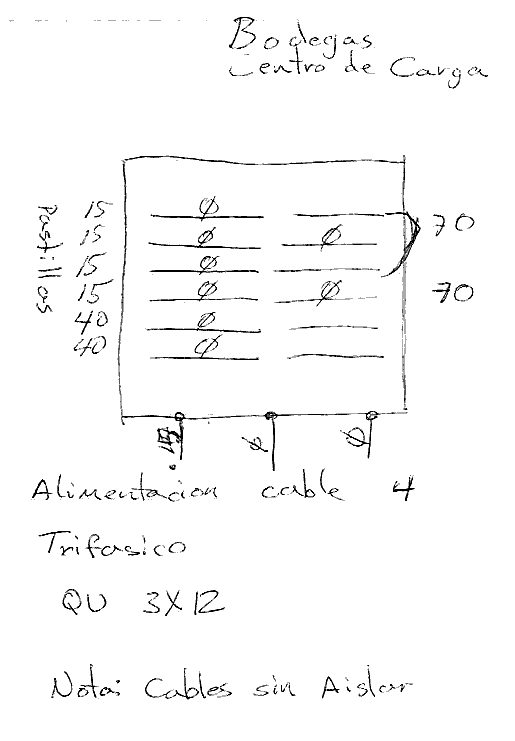 Bodegas
Centro de Carga
Pastillas
15 Ø
15 Ø Ø 70
15 Ø
15 Ø Ø 70
40 Ø
40 Ø
Ø Ø
Alimentacion cable 4
Trifasico
QU 3X12
Nota: Cables sin Aislar